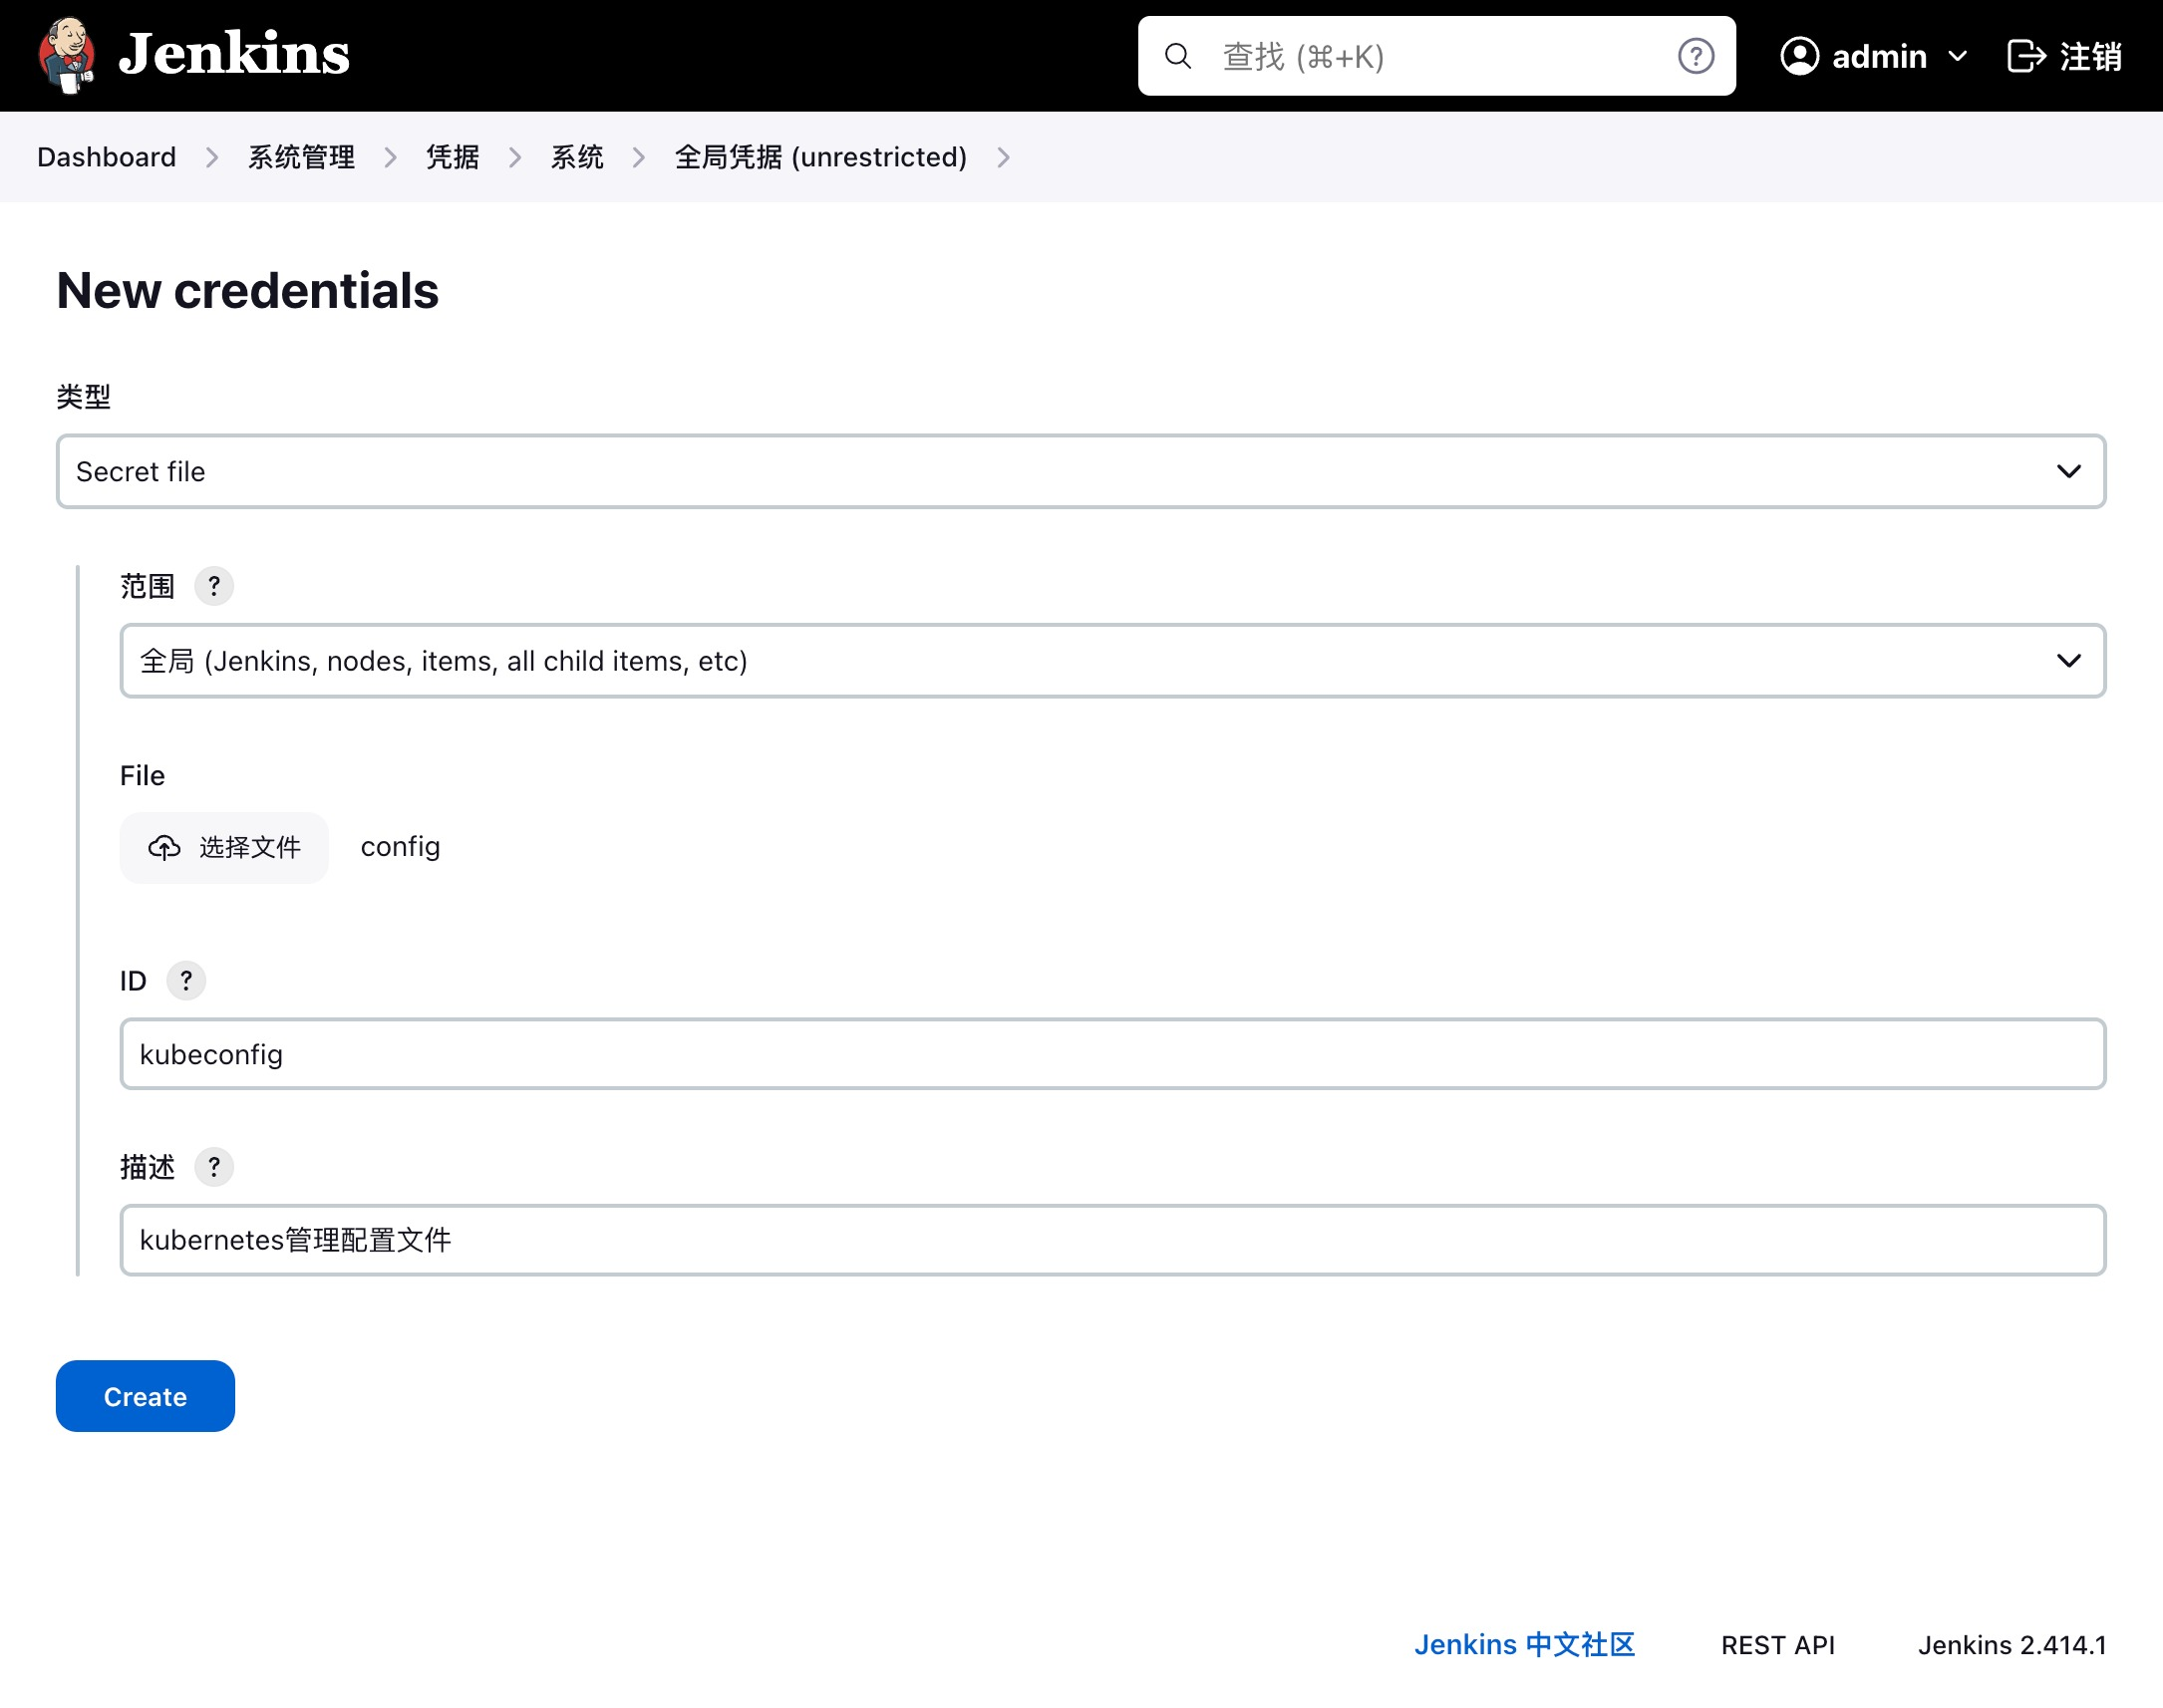 Jenkins
查找 (⌘+K)
?
admin
注销
Dashboard > 系统管理 > 凭据 > 系统 > 全局凭据 (unrestricted) >
New credentials
类型
Secret file
范围 ?
全局 (Jenkins, nodes, items, all child items, etc)
File
选择文件 config
ID ?
kubeconfig
描述 ?
kubernetes管理配置文件
Create
Jenkins 中文社区 REST API Jenkins 2.414.1